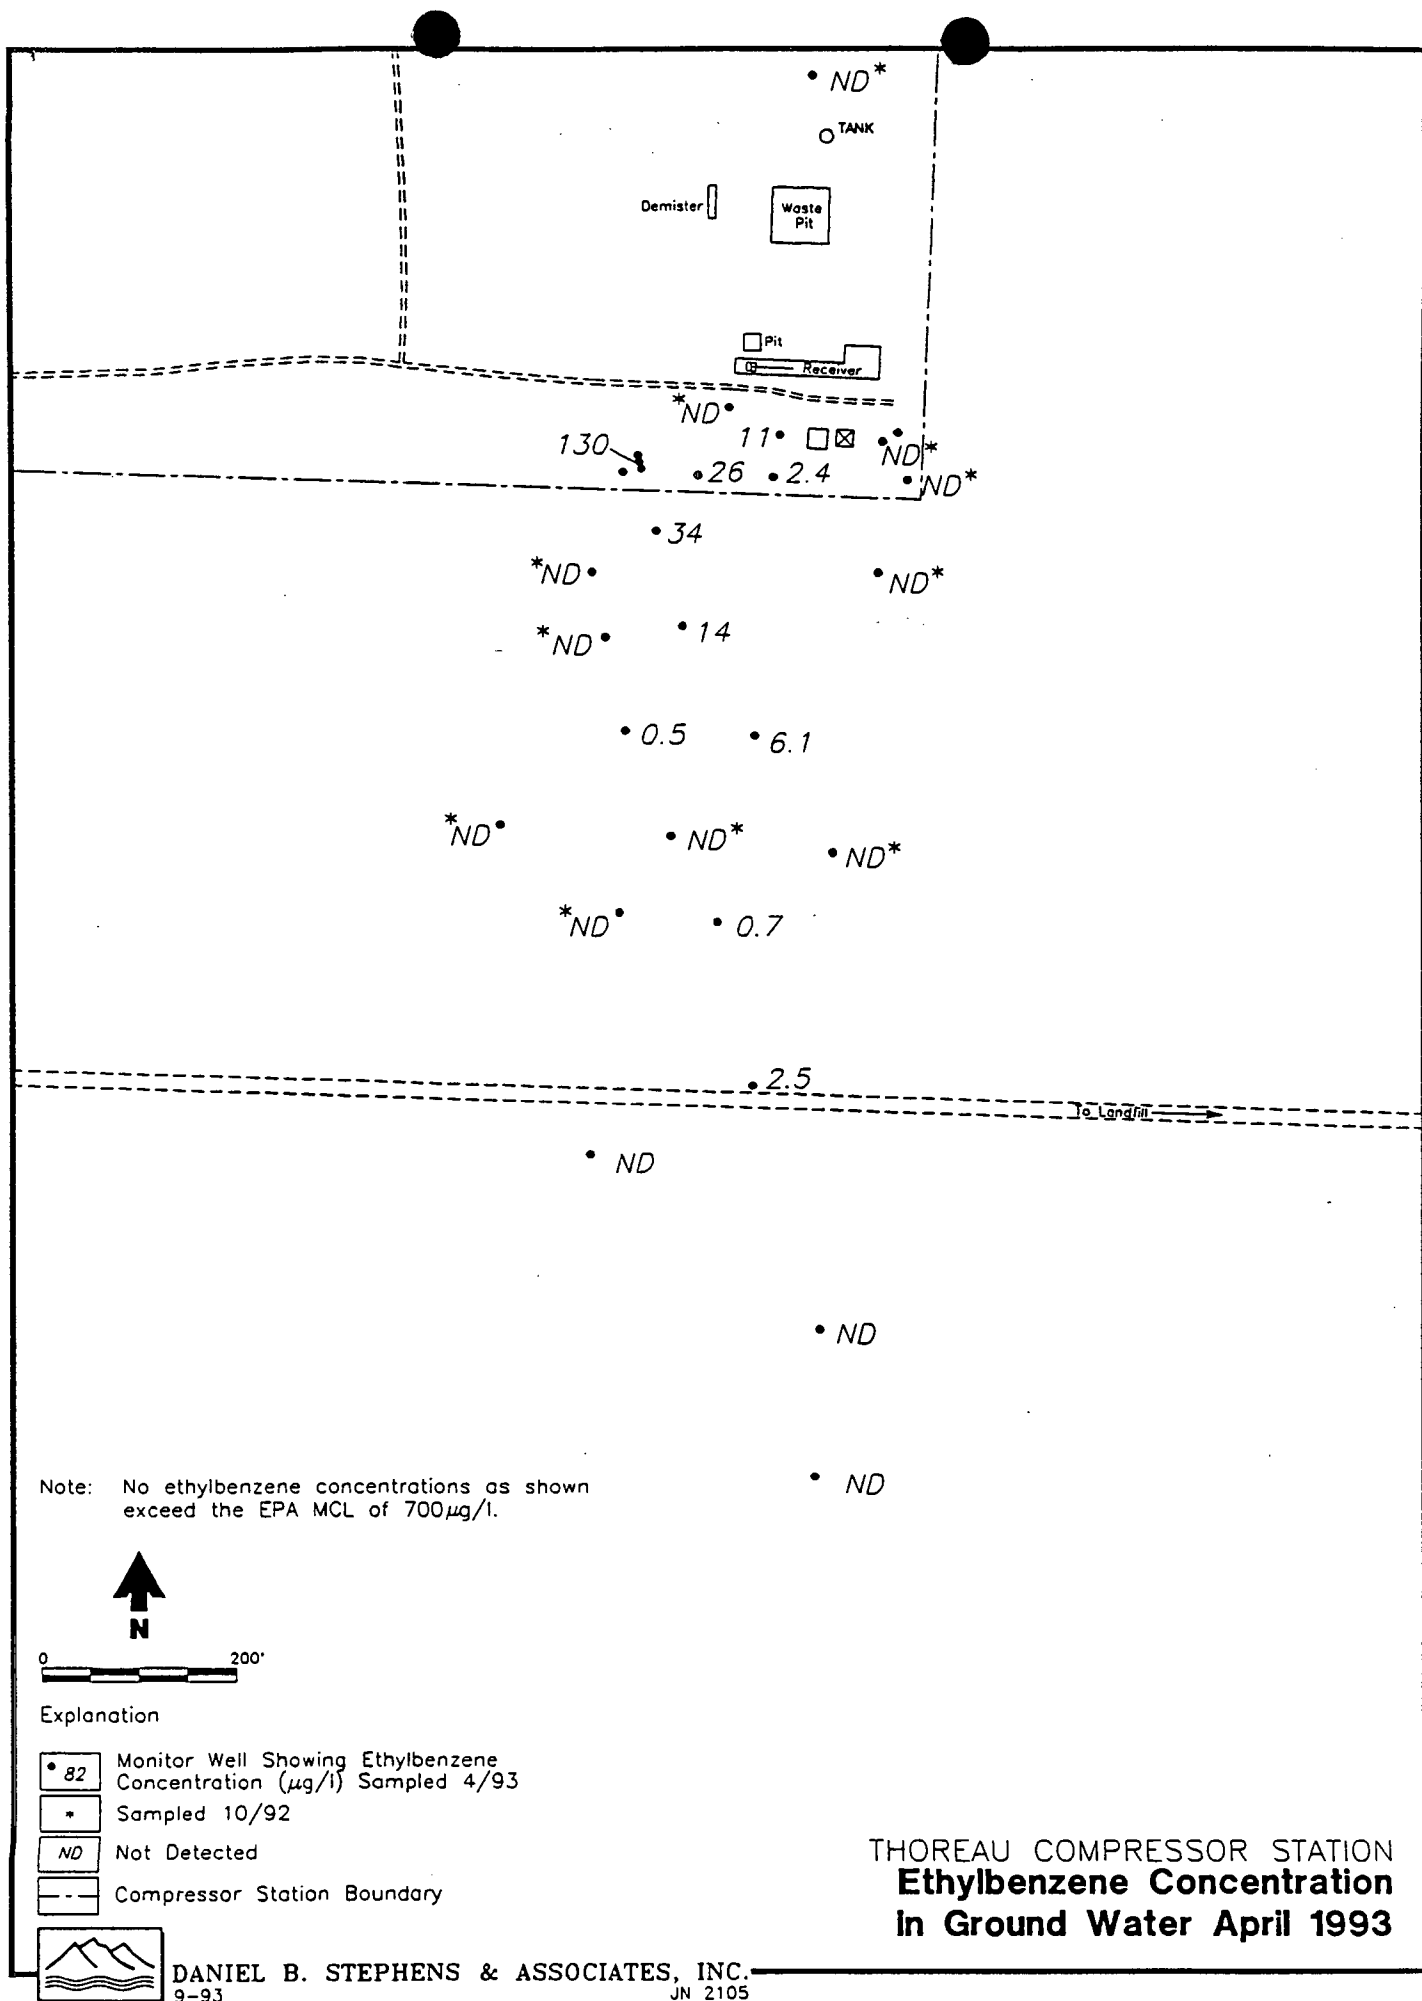 ND*
TANK
Demister
Waste
Pit
Pit
Receiver
*ND
11
130
ND*
26
2.4
ND*
34
*ND
ND*
*ND
14
0.5
6.1
*ND
ND*
ND*
*ND
0.7
2.5
To Landfill
ND
ND
ND
Note: No ethylbenzene concentrations as shown
exceed the EPA MCL of 700µg/l.
N
0 200'
Explanation
82 Monitor Well Showing Ethylbenzene
Concentration (µg/l) Sampled 4/93
* Sampled 10/92
ND Not Detected
Compressor Station Boundary
THOREAU COMPRESSOR STATION
Ethylbenzene Concentration
in Ground Water April 1993
DANIEL B. STEPHENS & ASSOCIATES, INC.
9-93 JN 2105